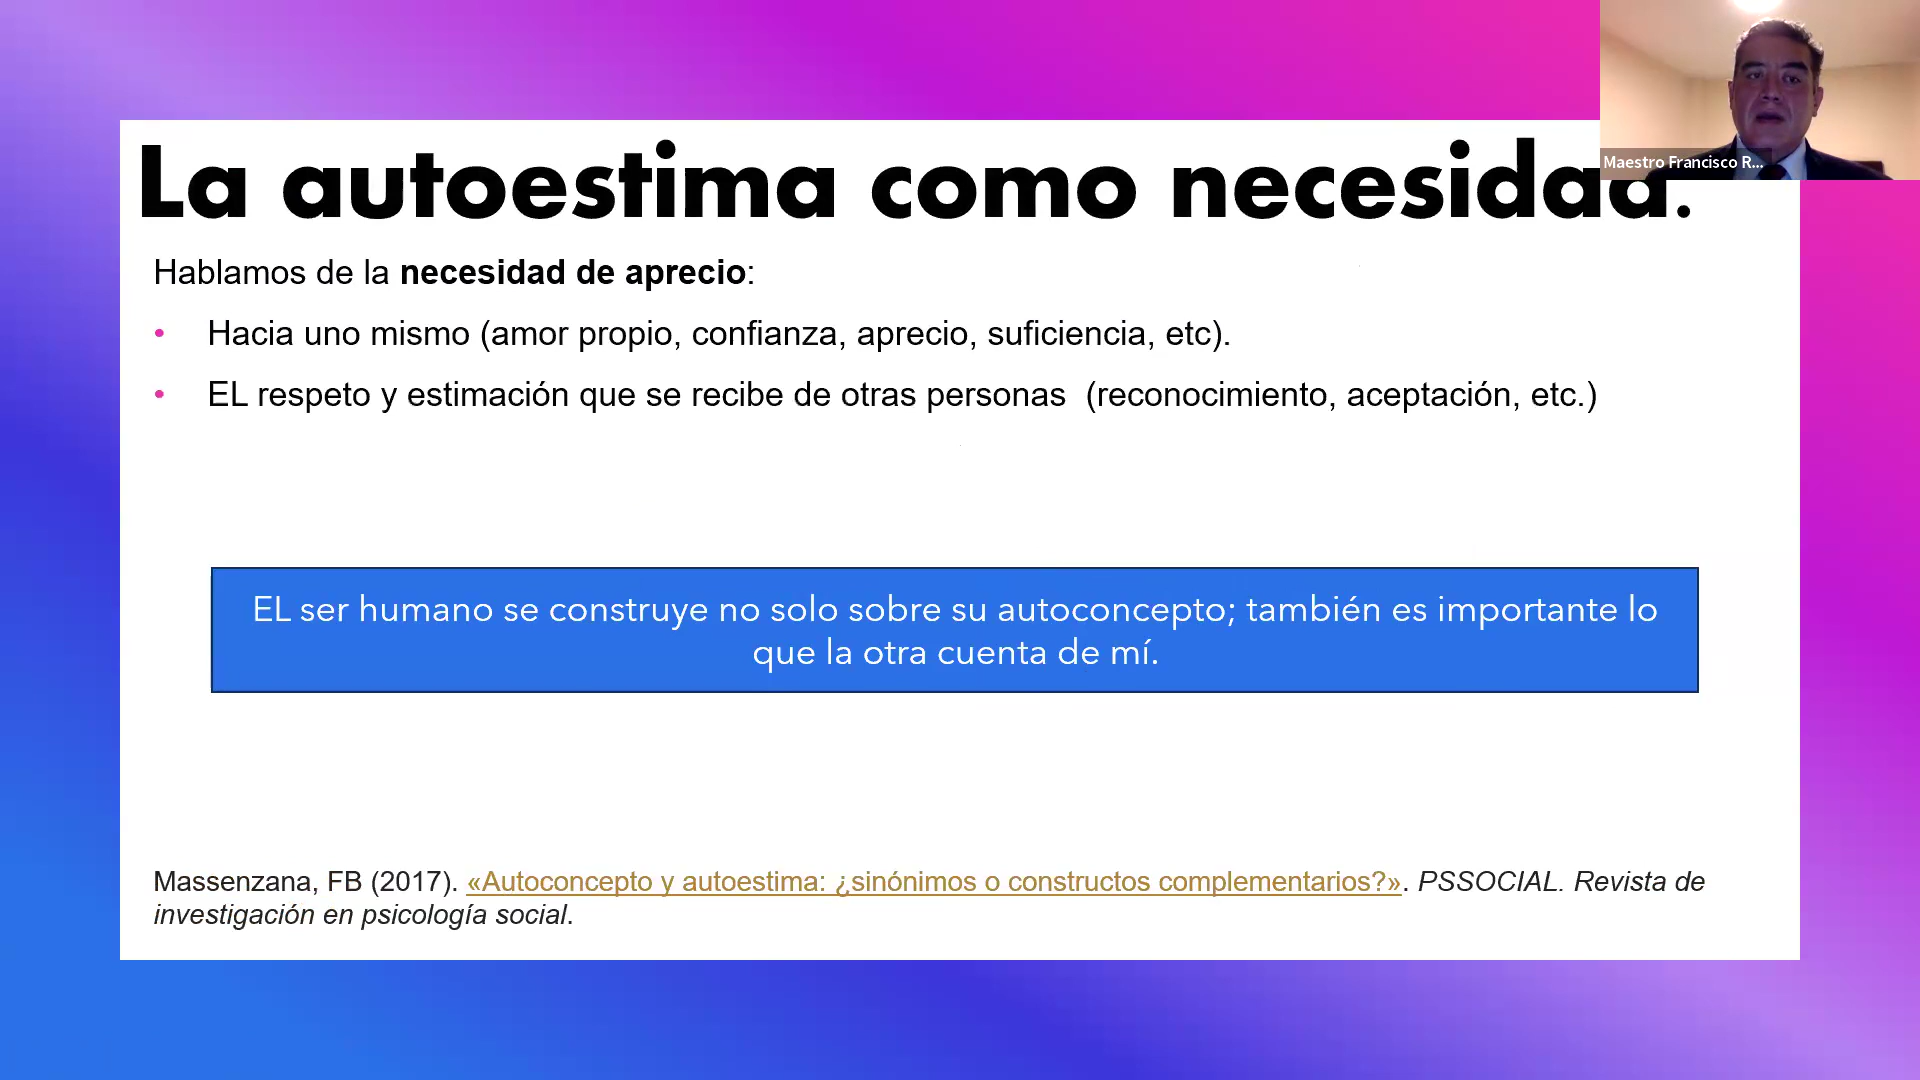 La autoestima como necesidad.
Maestro Francisco R...
Hablamos de la necesidad de aprecio:
• Hacia uno mismo (amor propio, confianza, aprecio, suficiencia, etc).
• EL respeto y estimación que se recibe de otras personas  (reconocimiento, aceptación, etc.)
EL ser humano se construye no solo sobre su autoconcepto; también es importante lo
que la otra cuenta de mí.
Massenzana, FB (2017). «Autoconcepto y autoestima: ¿sinónimos o constructos complementarios?». PSSOCIAL. Revista de
investigación en psicología social.